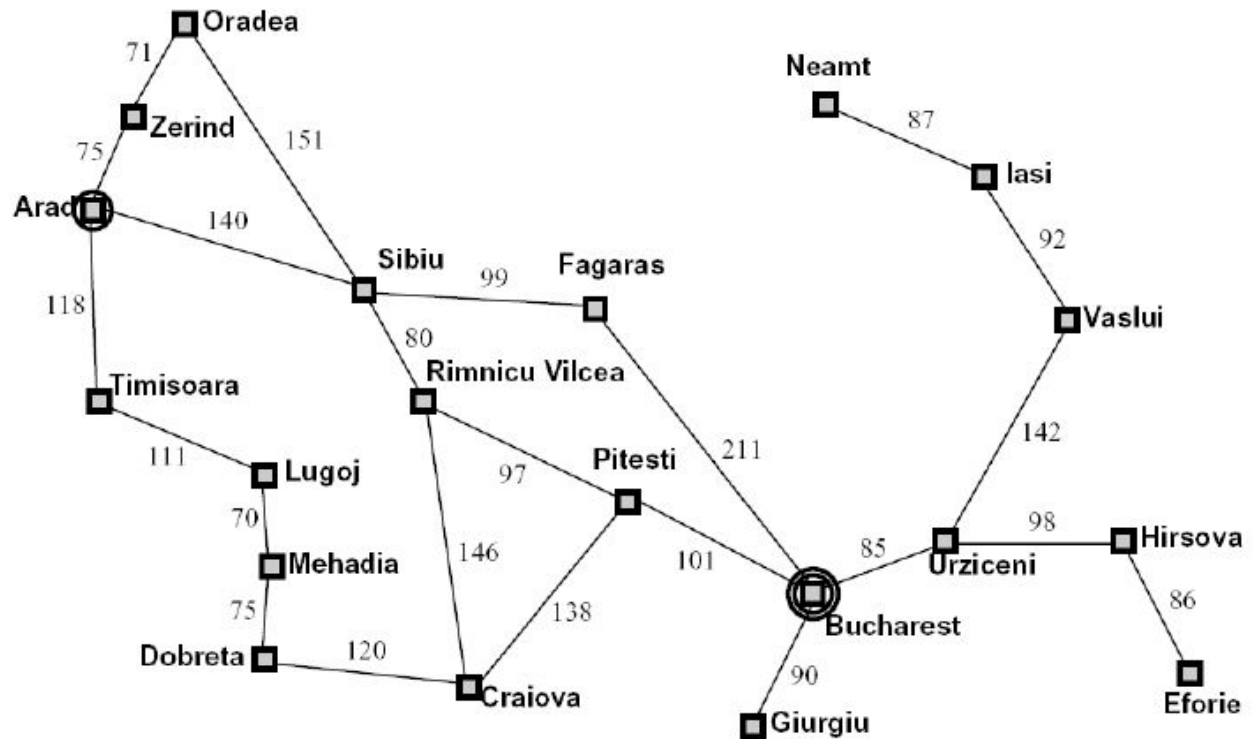 Oradea
71
Neamt
Zerind
87
151
75
Iasi
Arad
140
92
Sibiu
Fagaras
99
118
Vaslui
80
Rimnicu Vilcea
Timisoara
142
211
111
Lugoj
97
Pitesti
70
98
Hirsova
146
85
Urziceni
Mehadia
101
86
75
138
Bucharest
Dobreta
120
90
Craiova
Eforie
Giurgiu